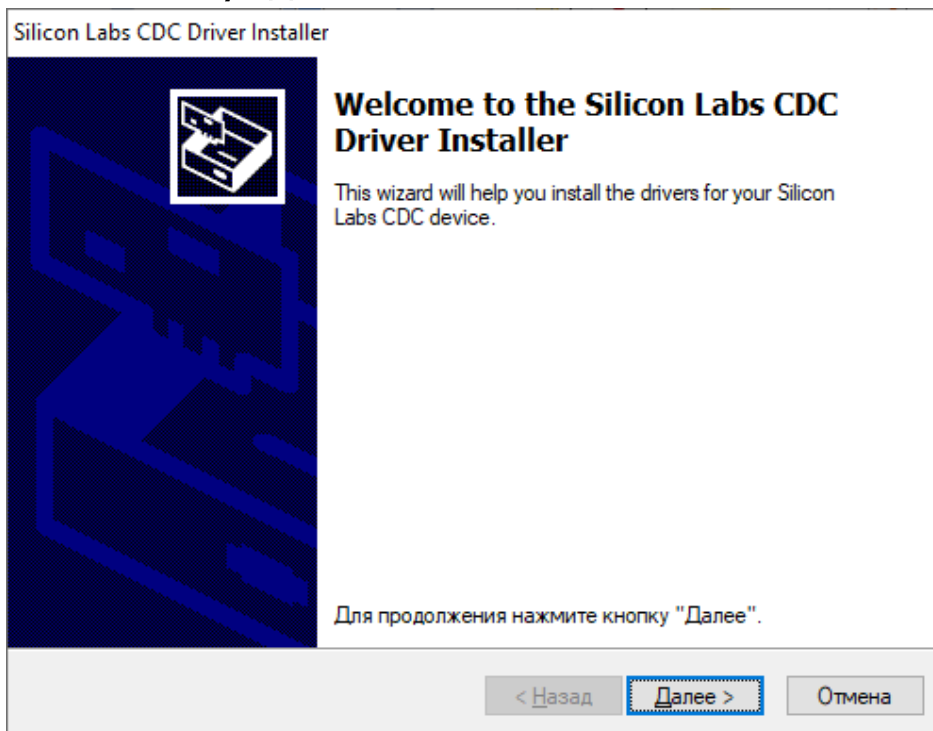 Silicon Labs CDC Driver Installer
Welcome to the Silicon Labs CDC
Driver Installer
This wizard will help you install the drivers for your Silicon
Labs CDC device.
Для продолжения нажмите кнопку "Далее".
< Назад
Далее >
Отмена